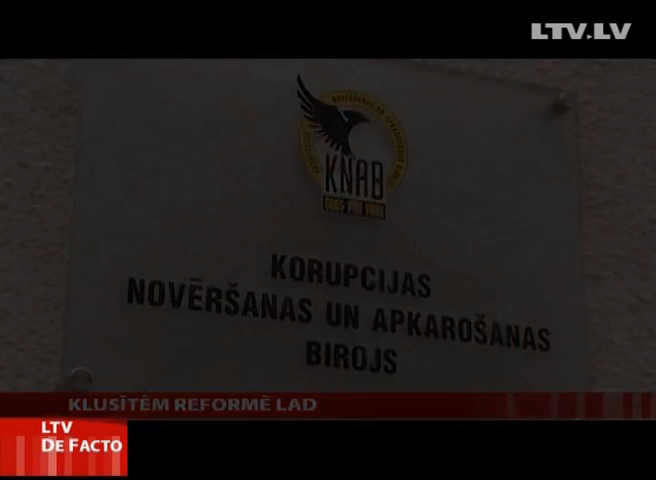 LTV.LV
KNAB
KORUPCIJAS
NOVĒRŠANAS UN APKAROŠANAS
BIROJS
KLUSĪTĒM REFORMĒ LAD
LTV
DE FACTO